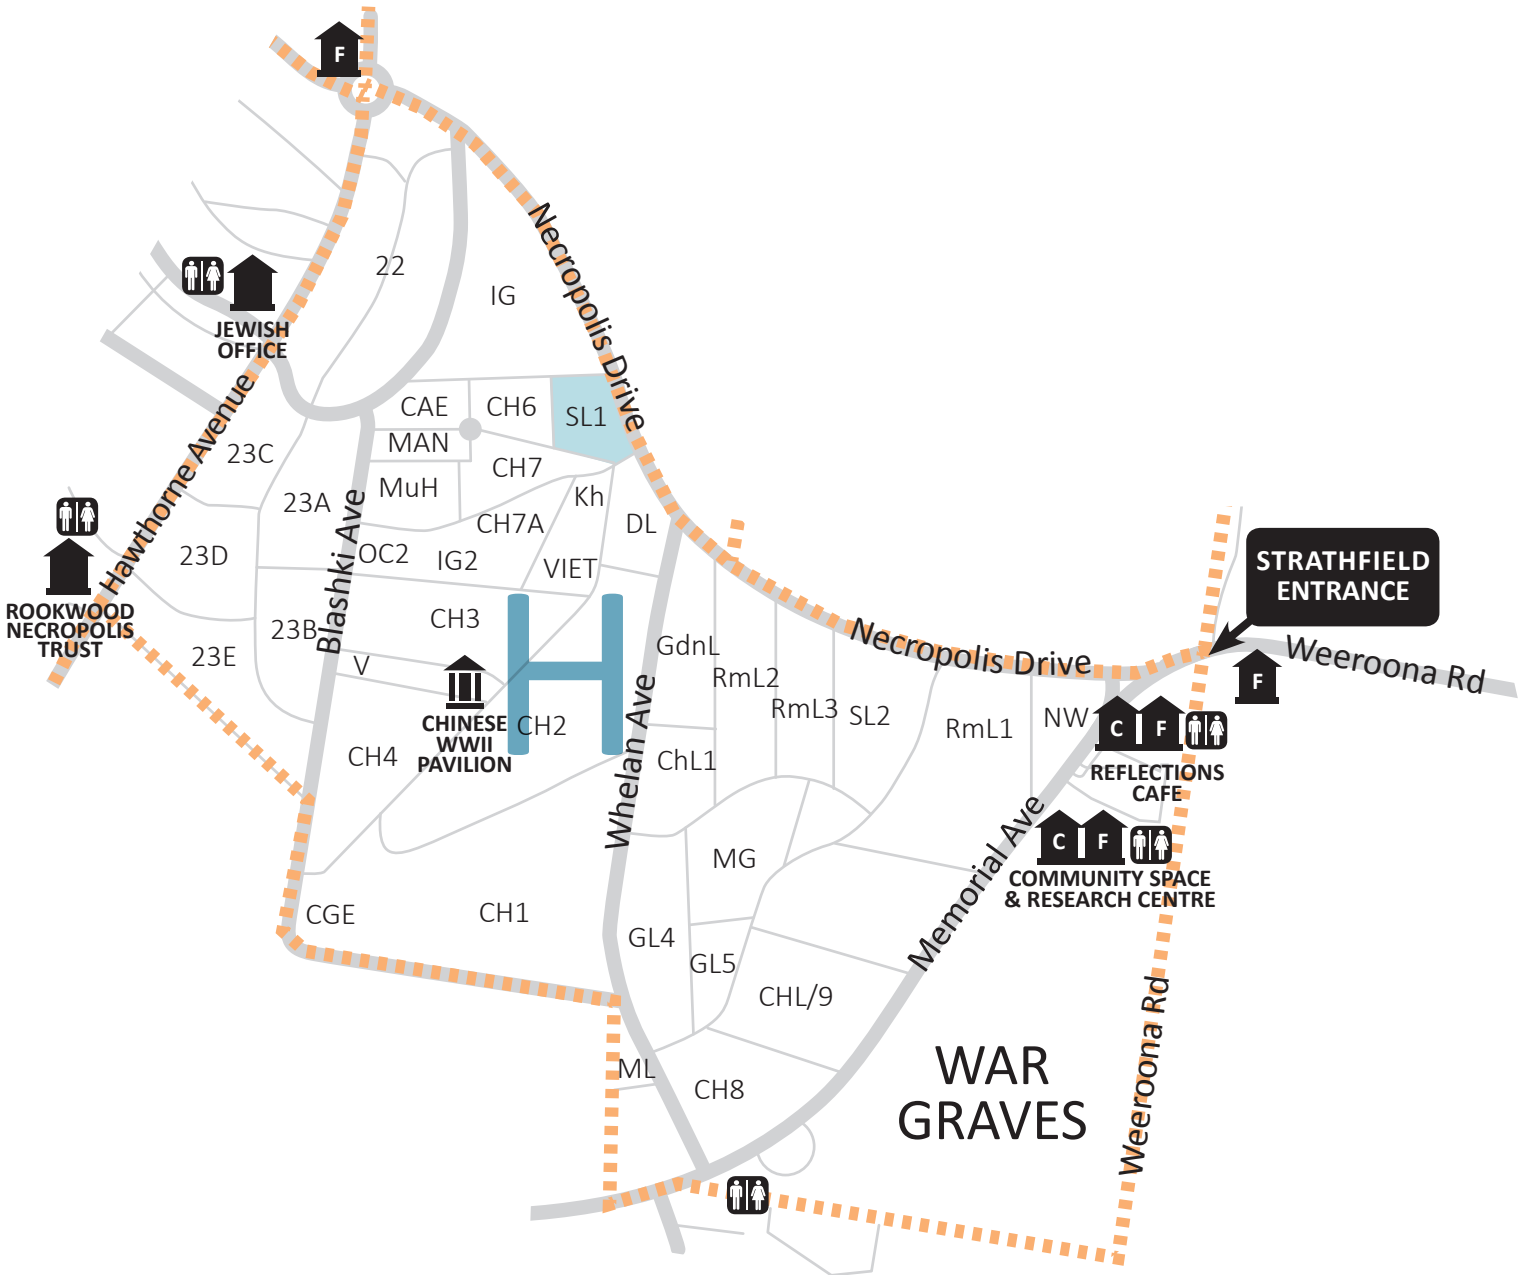 F
Necropolis Drive
22
IG
JEWISH
OFFICE
Hawthorne Avenue
CAE
CH6
SL1
MAN
23C
CH7
MuH
23A
Kh
Blashki Ave
CH7A
DL
OC2
IG2
23D
VIET
STRATHFIELD
ENTRANCE
ROOKWOOD
NECROPOLIS
TRUST
CH3
23B
H
GdnL
Necropolis Drive
Weeroona Rd
23E
V
RmL2
F
RmL3
SL2
NW
RmL1
C F
CHINESE
WWII
PAVILION
CH2
CH4
Whelan Ave
ChL1
REFLECTIONS
CAFE
Memorial Ave
C F
MG
COMMUNITY SPACE
& RESEARCH CENTRE
CGE
CH1
GL4
GL5
CHL/9
Weeroona Rd
WAR
GRAVES
ML
CH8